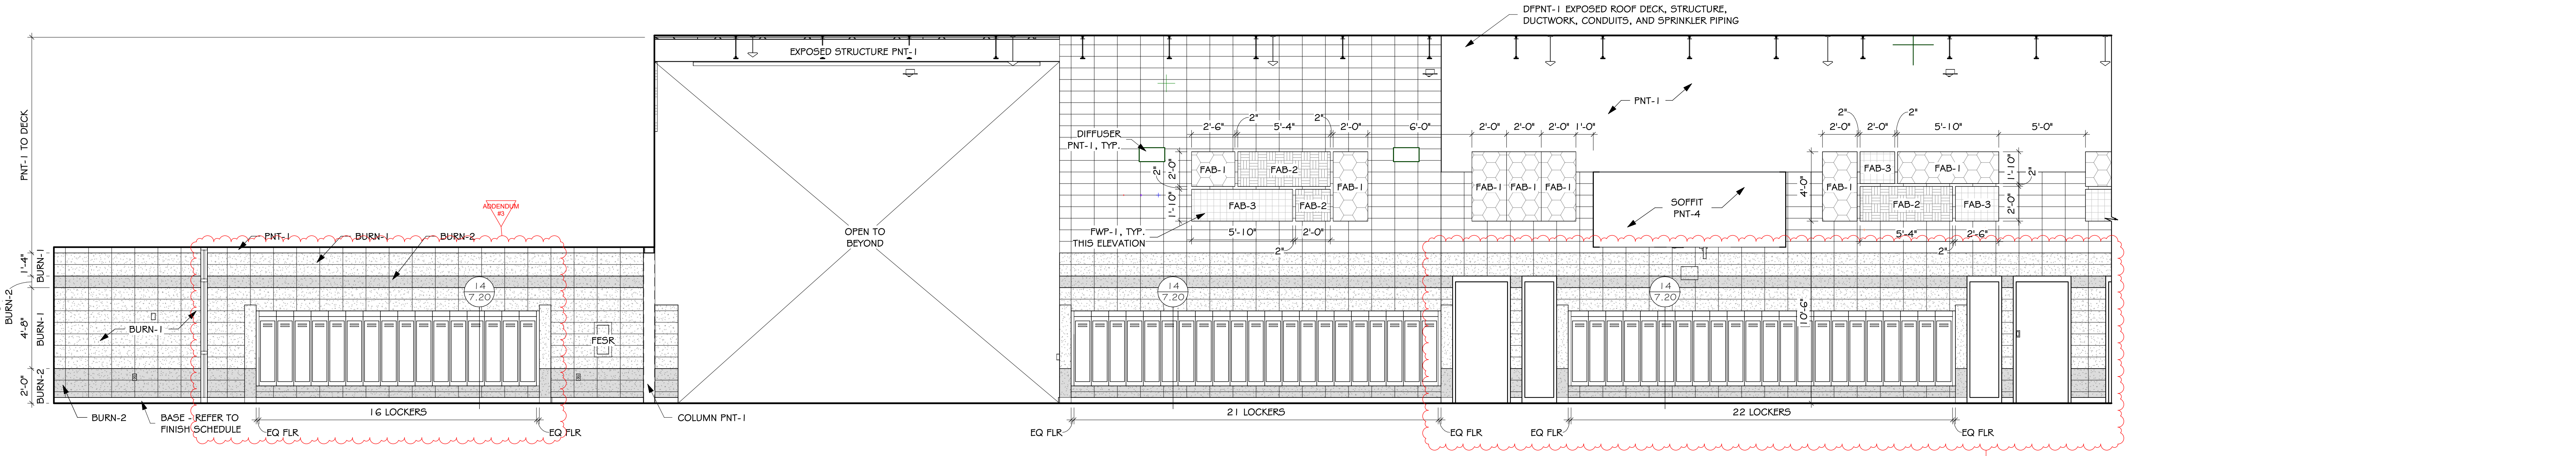 DFPNT-1 EXPOSED ROOF DECK, STRUCTURE,
DUCTWORK, CONDUITS, AND SPRINKLER PIPING
EXPOSED STRUCTURE PNT-1
PNT-1 TO DECK
PNT-1
DIFFUSER
PNT-1, TYP.
2'-6"
2"
5'-4"
2"
2'-0"
6'-0"
2'-0"
2'-0"
2'-0"
1'-0"
2"
2'-0"
2'-0"
2"
5'-10"
5'-0"
2"
2'-0"
1'-10"
FAB-1
FAB-2
FAB-1
FAB-3
FAB-2
FAB-1
FAB-1
FAB-1
4'-0"
FAB-1
FAB-3
FAB-1
FAB-2
FAB-3
1'-10"
2"
2'-0"
SOFFIT
PNT-4
FWP-1, TYP.
THIS ELEVATION
5'-10"
2'-0"
2"
5'-4"
2'-6"
2"
OPEN TO
BEYOND
ADDENDUM
#3
PNT-1
BURN-1
BURN-2
1'-4"
BURN-1
BURN-2
4'-8"
BURN-1
2'-0"
BURN-2
BURN-1
14
7.20
FESR
14
7.20
14
7.20
10'-6"
BURN-2
BASE - REFER TO
FINISH SCHEDULE
16 LOCKERS
EQ FLR
EQ FLR
COLUMN PNT-1
21 LOCKERS
EQ FLR
EQ FLR
22 LOCKERS
EQ FLR
EQ FLR